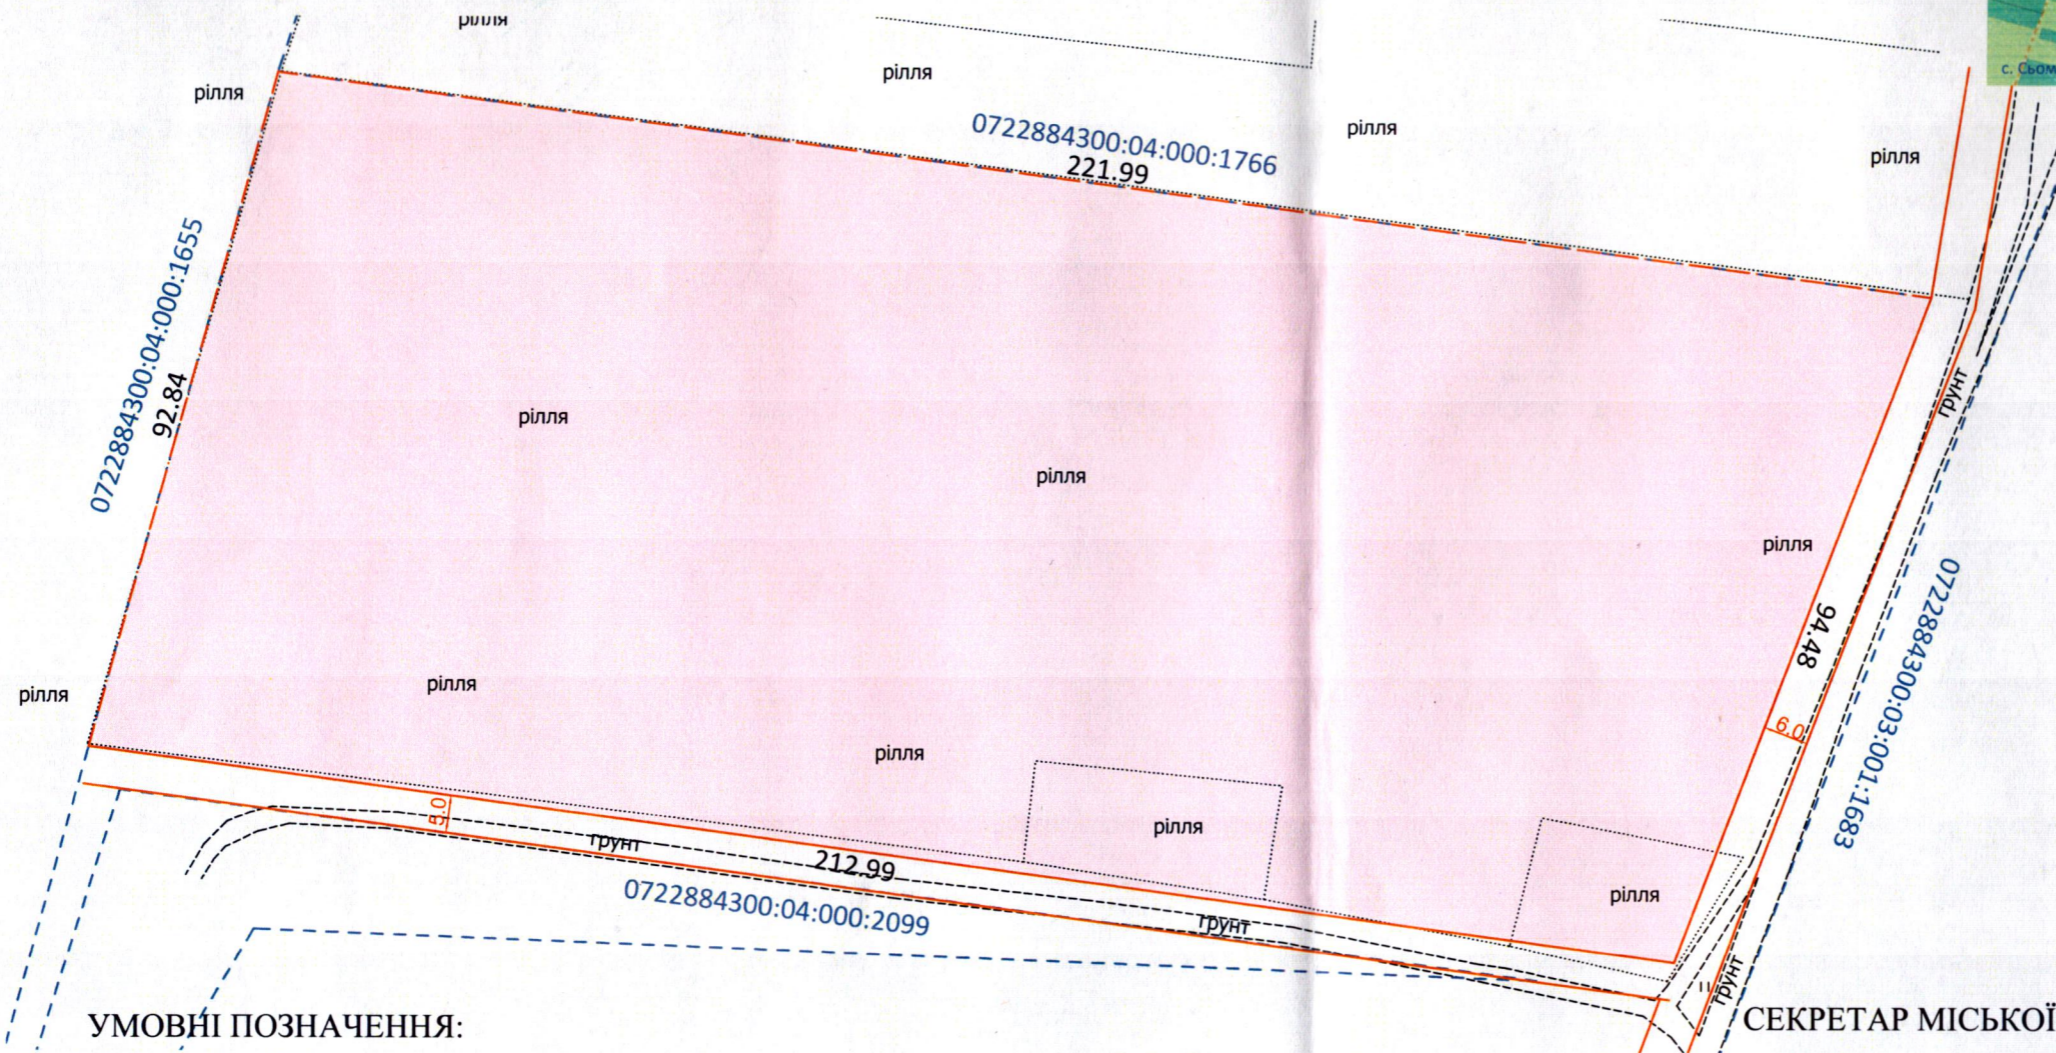 рілля
с. Сьом
рілля
рілля
0722884300:04:000:1766
рілля
221.99
рілля
0722884300:04:000:1655
92.84
рілля
грунт
рілля
рілля
94.48
0722884300:03:001:1683
рілля
рілля
6.0
рілля
5.0
рілля
грунт
212.99
0722884300:04:000:2099
рілля
грунт
грунт
УМОВНІ ПОЗНАЧЕННЯ:
СЕКРЕТАР МІСЬКОЇ